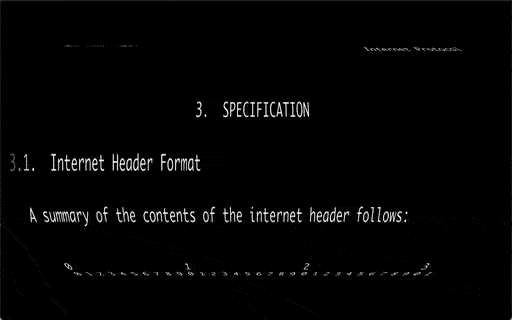 Internet Protocol
3. SPECIFICATION
3.1. Internet Header Format
A summary of the contents of the internet header follows:
0 1 2 3
0 1 2 3 4 5 6 7 8 9 0 1 2 3 4 5 6 7 8 9 0 1 2 3 4 5 6 7 8 9 0 1